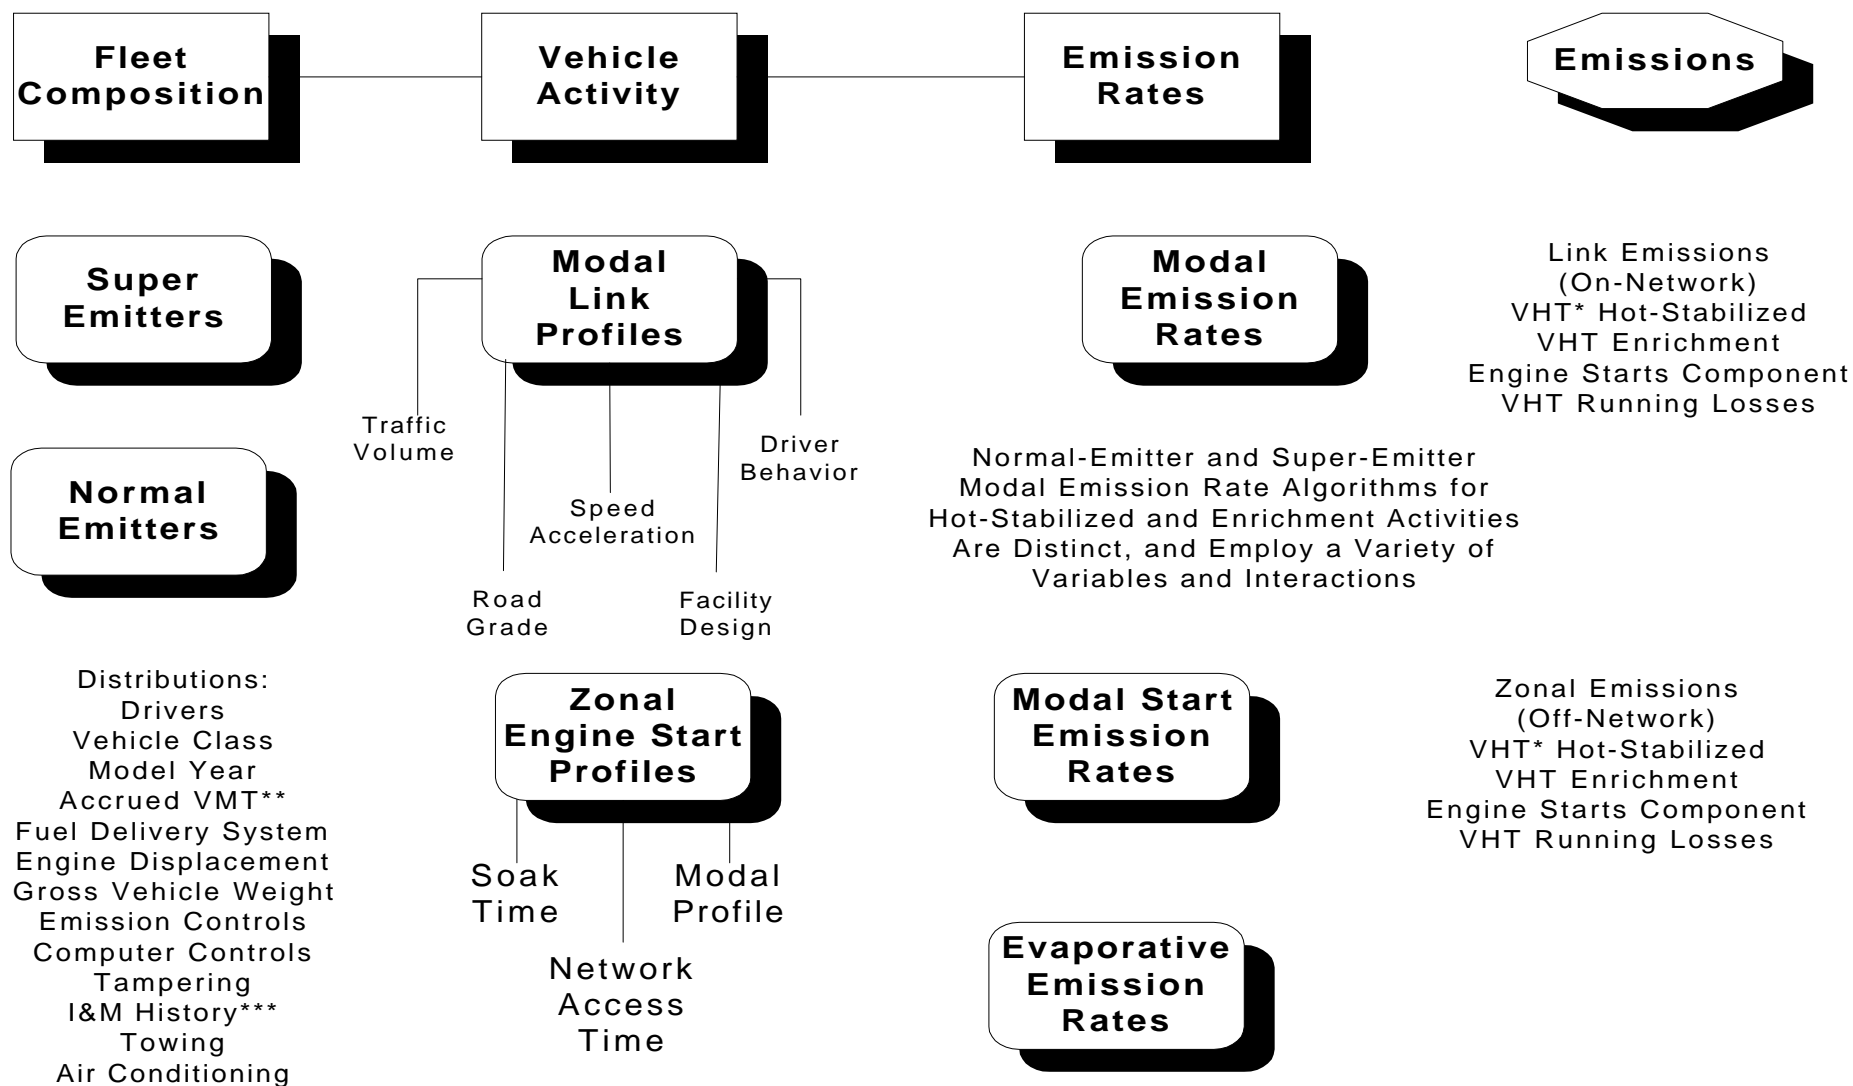 Fleet
Composition
Vehicle
Activity
Emission
Rates
Emissions
Super
Emitters
Normal
Emitters
Distributions:
Drivers
Vehicle Class
Model Year
Accrued VMT**
Fuel Delivery System
Engine Displacement
Gross Vehicle Weight
Emission Controls
Computer Controls
Tampering
I&M History***
Towing
Air Conditioning
Modal
Link
Profiles
Traffic
Volume
Driver
Behavior
Speed
Acceleration
Road
Grade
Facility
Design
Zonal
Engine Start
Profiles
Soak
Time
Modal
Profile
Network
Access
Time
Modal
Emission
Rates
Normal-Emitter and Super-Emitter
Modal Emission Rate Algorithms for
Hot-Stabilized and Enrichment Activities
Are Distinct, and Employ a Variety of
Variables and Interactions
Modal Start
Emission
Rates
Evaporative
Emission
Rates
Link Emissions
(On-Network)
VHT* Hot-Stabilized
VHT Enrichment
Engine Starts Component
VHT Running Losses
Zonal Emissions
(Off-Network)
VHT* Hot-Stabilized
VHT Enrichment
Engine Starts Component
VHT Running Losses